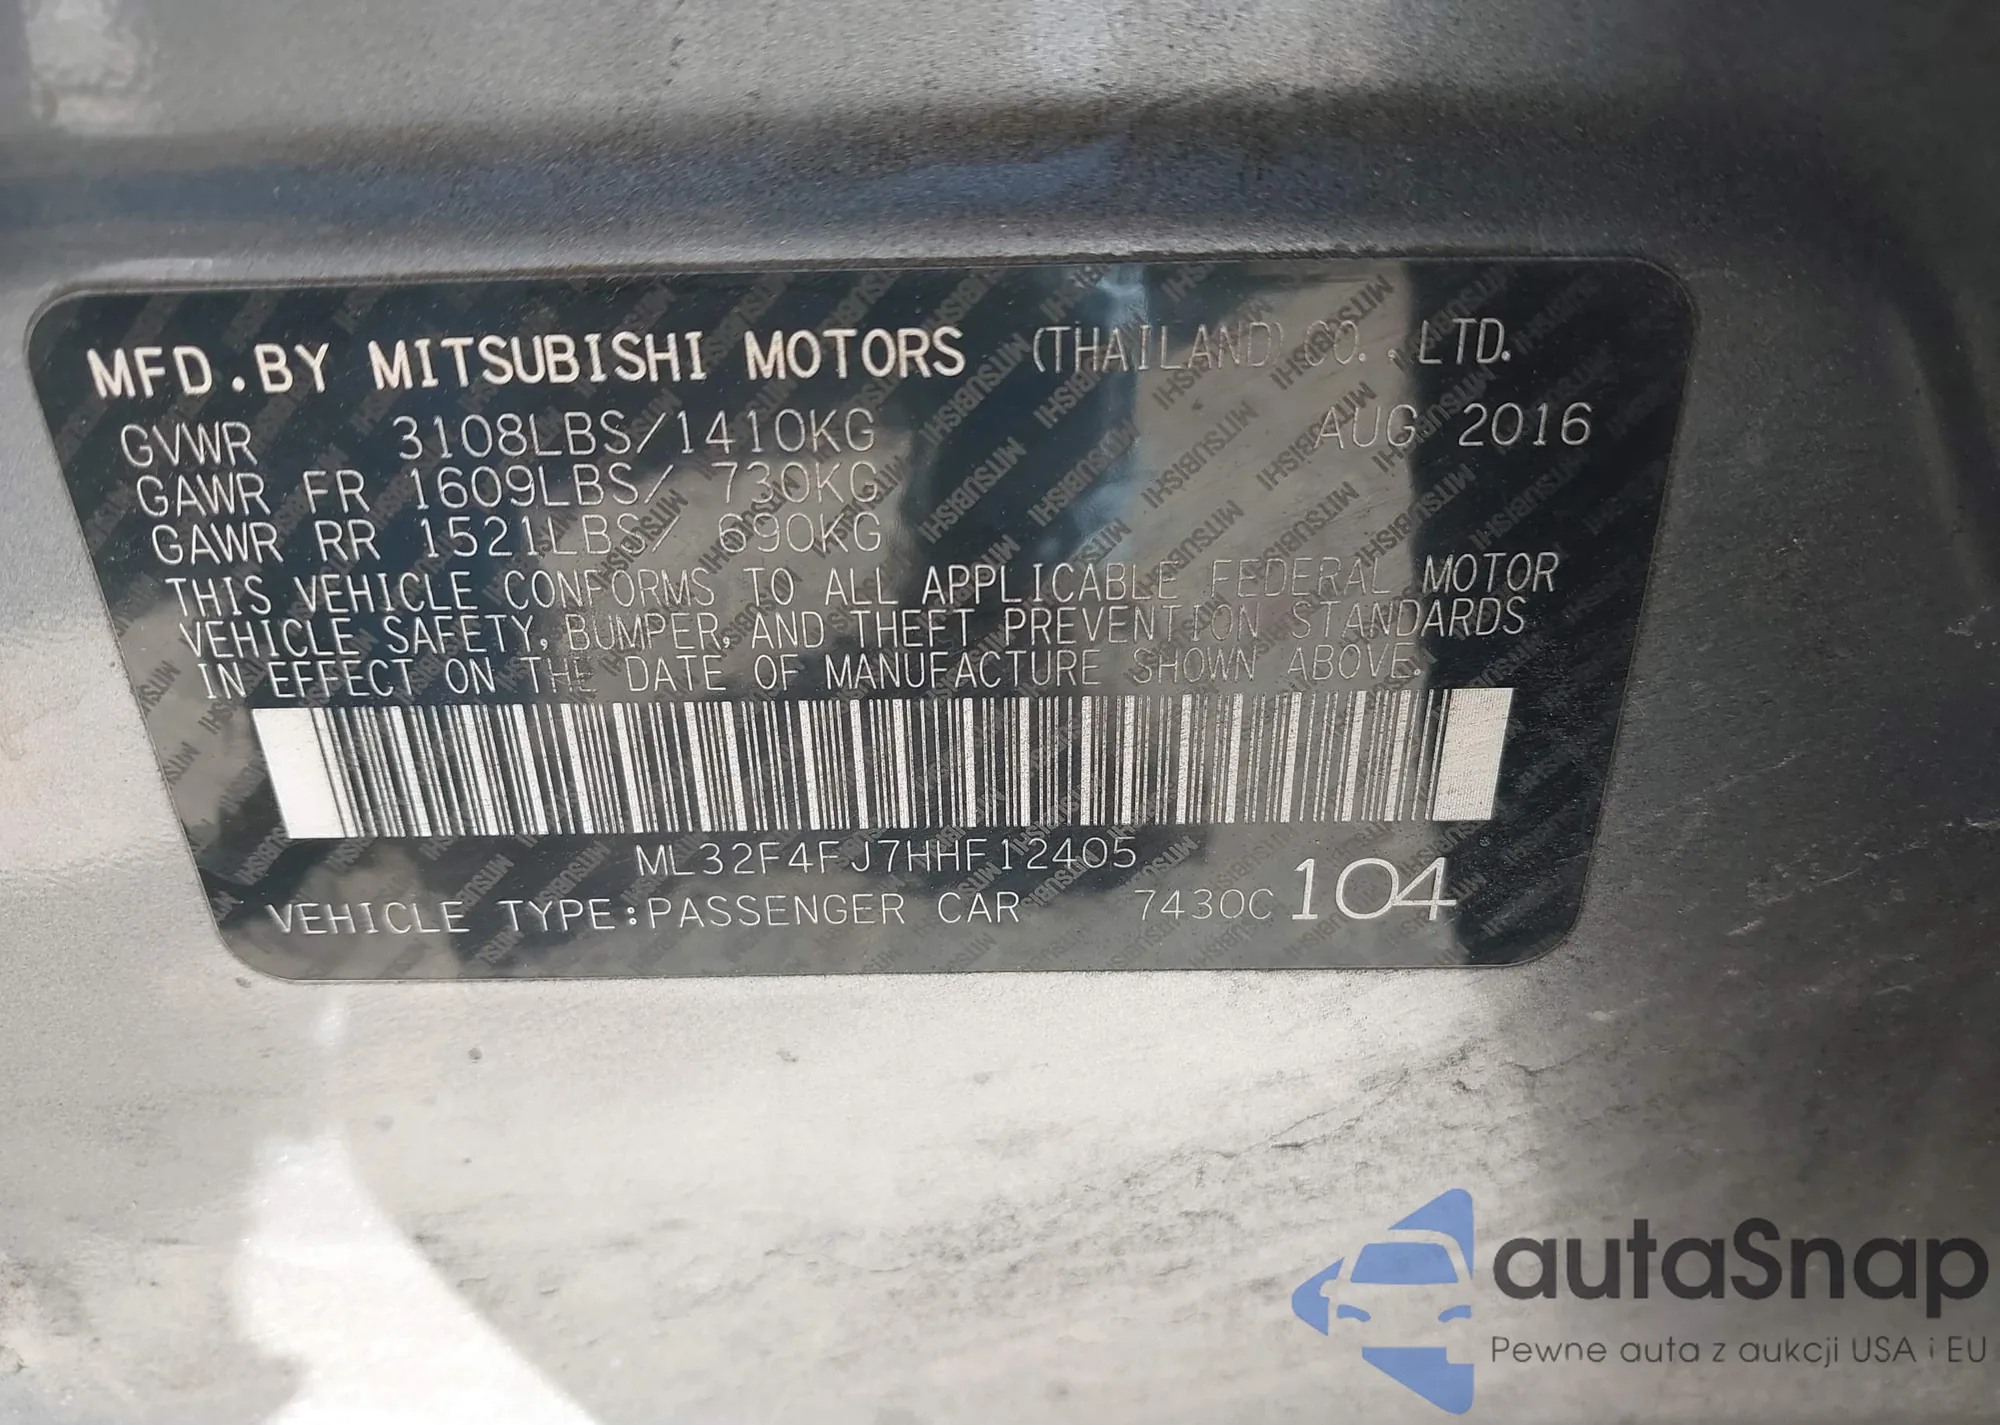 MFD.BY MITSUBISHI MOTORS (THAILAND) CO.,LTD.
GVWR 3108LBS/1410KG AUG 2016
GAWR FR 1609LBS/ 730KG
GAWR RR 1521LBS/ 690KG
THIS VEHICLE CONFORMS TO ALL APPLICABLE FEDERAL MOTOR
VEHICLE SAFETY, BUMPER, AND THEFT PREVENTION STANDARDS
IN EFFECT ON THE DATE OF MANUFACTURE SHOWN ABOVE.
ML32F4FJ7HHF12405
VEHICLE TYPE:PASSENGER CAR 7430C 104
autaSnap
Pewne auta z aukcji USA i EU